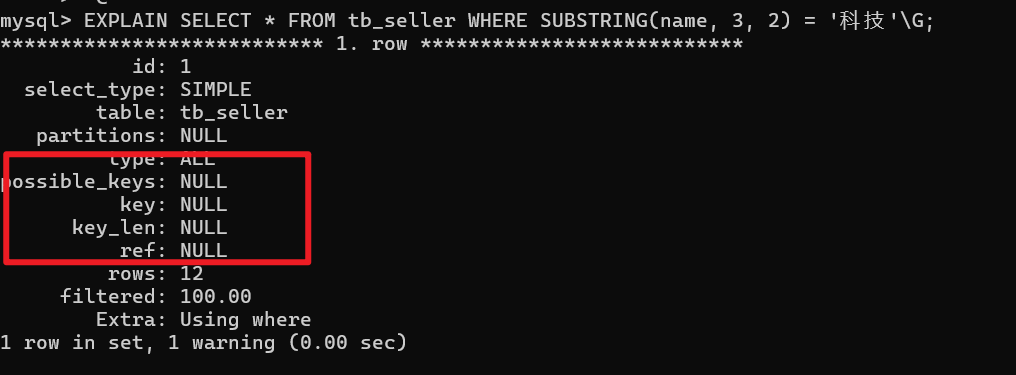 mysql> EXPLAIN SELECT * FROM tb_seller WHERE SUBSTRING(name, 3, 2) = '科技'\G;
*************************** 1. row ***************************
id: 1
select_type: SIMPLE
table: tb_seller
partitions: NULL
type: ALL
possible_keys: NULL
key: NULL
key_len: NULL
ref: NULL
rows: 12
filtered: 100.00
Extra: Using where
1 row in set, 1 warning (0.00 sec)